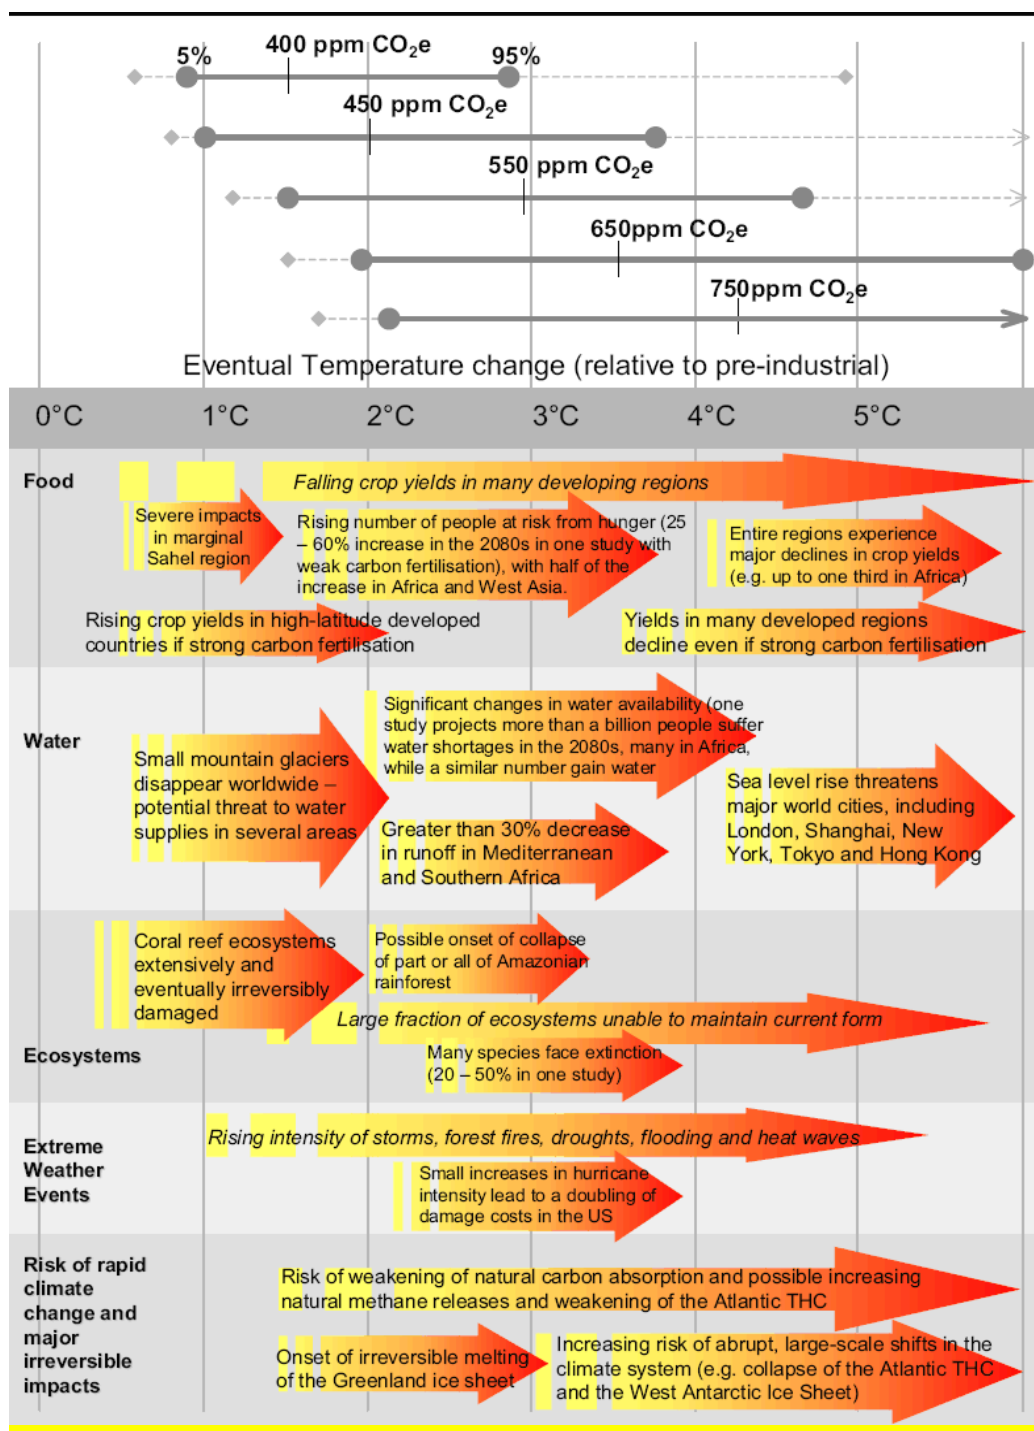 400 ppm CO₂e
5%
95%
450 ppm CO₂e
550 ppm CO₂e
650ppm CO₂e
750ppm CO₂e
Eventual Temperature change (relative to pre-industrial)
0°C 1°C 2°C 3°C 4°C 5°C
Food
Falling crop yields in many developing regions
Severe impacts
in marginal
Sahel region
Rising number of people at risk from hunger (25
– 60% increase in the 2080s in one study with
weak carbon fertilisation), with half of the
increase in Africa and West Asia.
Entire regions experience
major declines in crop yields
(e.g. up to one third in Africa)
Rising crop yields in high-latitude developed
countries if strong carbon fertilisation
Yields in many developed regions
decline even if strong carbon fertilisation
Water
Small mountain glaciers
disappear worldwide –
potential threat to water
supplies in several areas
Significant changes in water availability (one
study projects more than a billion people suffer
water shortages in the 2080s, many in Africa,
while a similar number gain water
Greater than 30% decrease
in runoff in Mediterranean
and Southern Africa
Sea level rise threatens
major world cities, including
London, Shanghai, New
York, Tokyo and Hong Kong
Ecosystems
Coral reef ecosystems
extensively and
eventually irreversibly
damaged
Possible onset of collapse
of part or all of Amazonian
rainforest
Large fraction of ecosystems unable to maintain current form
Many species face extinction
(20 – 50% in one study)
Extreme
Weather
Events
Rising intensity of storms, forest fires, droughts, flooding and heat waves
Small increases in hurricane
intensity lead to a doubling of
damage costs in the US
Risk of rapid
climate
change and
major
irreversible
impacts
Risk of weakening of natural carbon absorption and possible increasing
natural methane releases and weakening of the Atlantic THC
Onset of irreversible melting
of the Greenland ice sheet
Increasing risk of abrupt, large-scale shifts in the
climate system (e.g. collapse of the Atlantic THC
and the West Antarctic Ice Sheet)